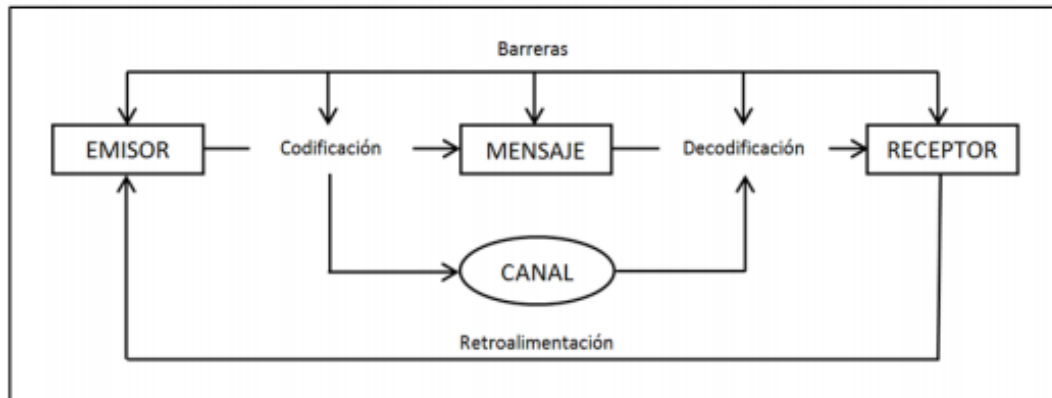 Barreras
EMISOR
Codificación
MENSAJE
Decodificación
RECEPTOR
CANAL
Retroalimentación